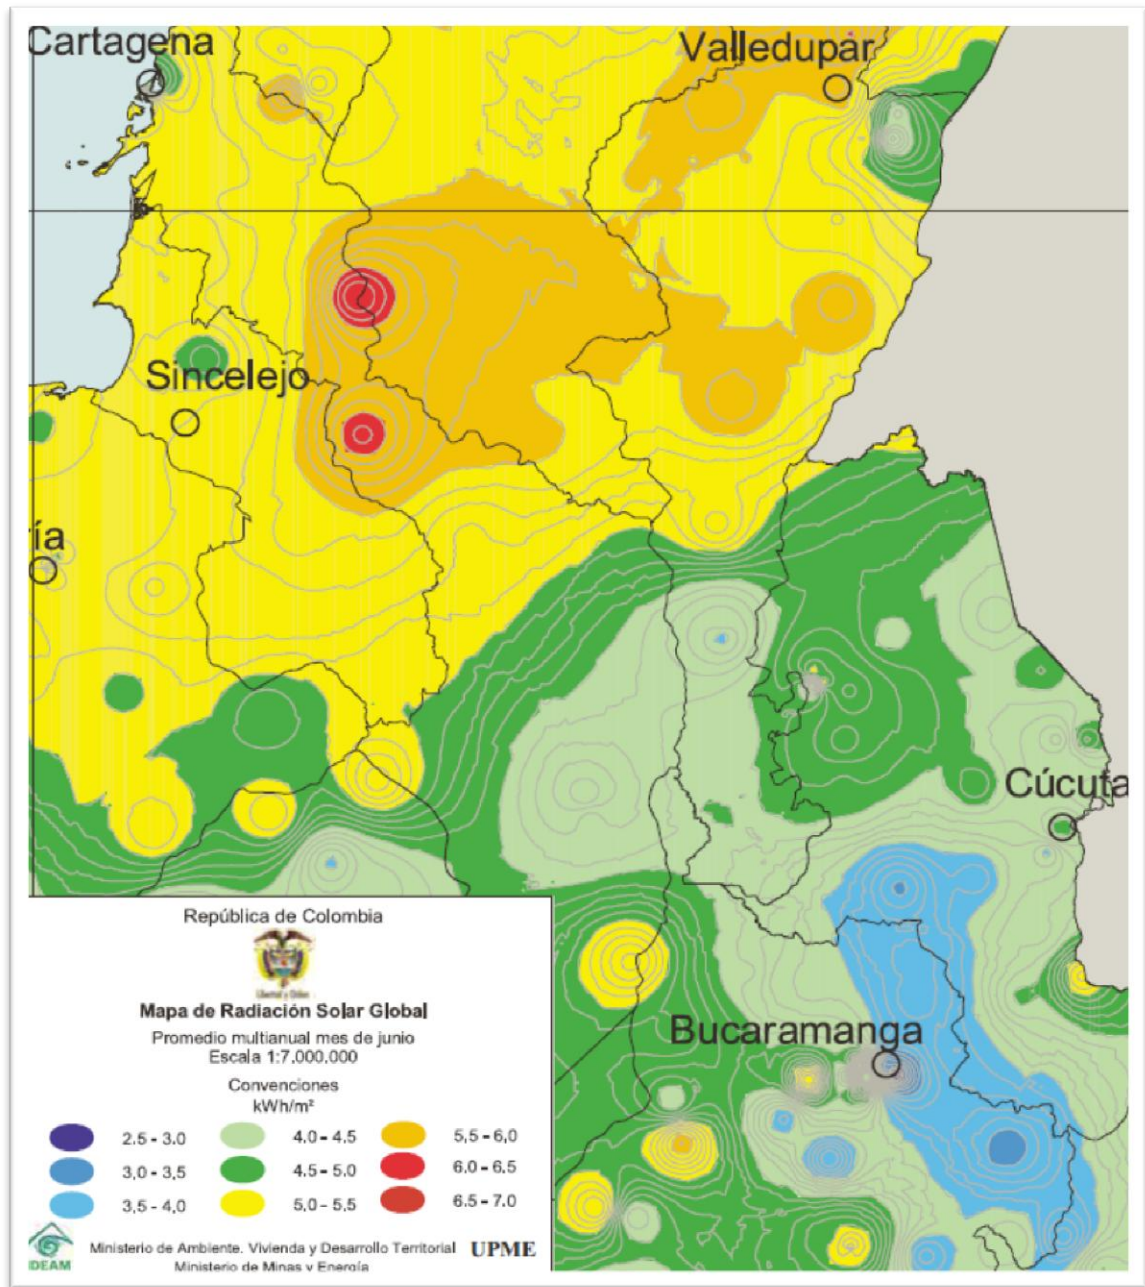 Cartagena
Valledupar
Sincelejo
ía
Cúcuta
Bucaramanga
República de Colombia
Libertad y Orden
Mapa de Radiación Solar Global
Promedio multianual mes de junio
Escala 1:7,000,000
Convenciones
kWh/m²
2.5 - 3.0 4,0 - 4,5 5,5 - 6,0
3,0 - 3,5 4.5 - 5.0 6.0 - 6.5
3,5 - 4,0 5.0 - 5.5 6.5 - 7.0
IDEAM Ministerio de Ambiente. Vivienda y Desarrollo Territorial UPME
Ministerio de Minas y Energía